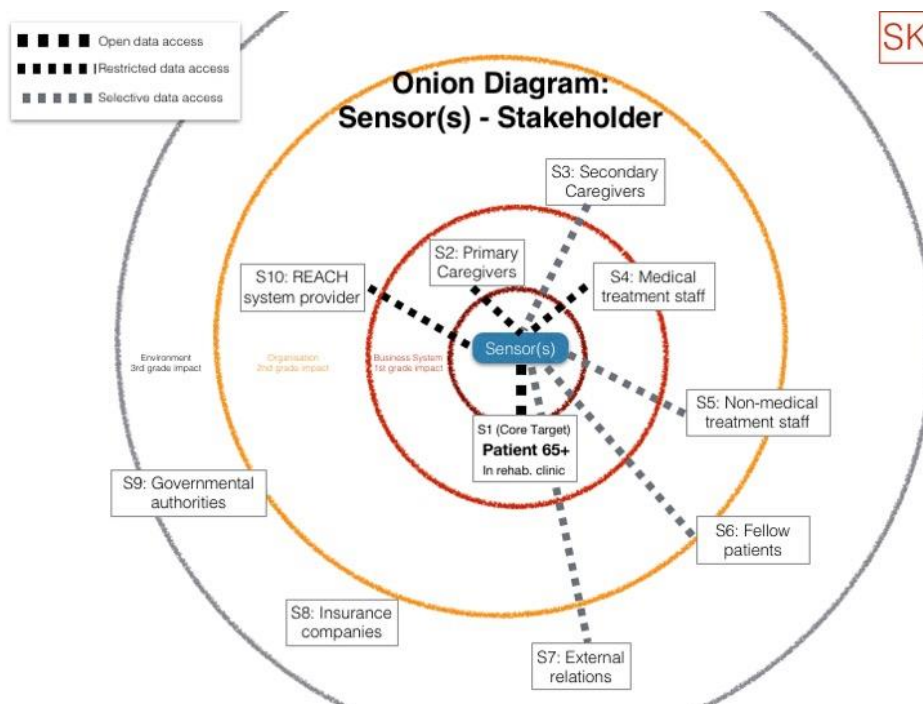 Open data access
Restricted data access
Selective data access
SK
Onion Diagram:
Sensor(s) - Stakeholder
S3: Secondary
Caregivers
S2: Primary
Caregivers
S10: REACH
system provider
S4: Medical
treatment staff
Sensor(s)
Environment
3rd grade impact
Organisation
2nd grade impact
Business System
1st grade impact
S1 (Core Target)
Patient 65+
In rehab. clinic
S5: Non-medical
treatment staff
S9: Governmental
authorities
S6: Fellow
patients
S8: Insurance
companies
S7: External
relations